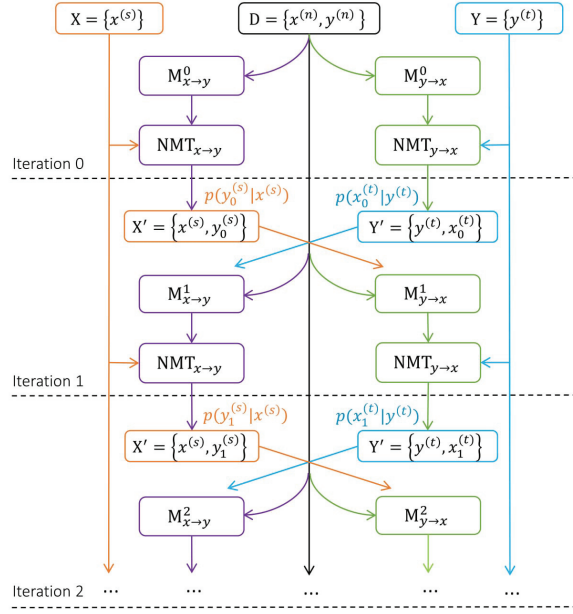 X = {x^(s)} D = {x^(n), y^(n)} Y = {y^(t)}
M^0_x→y M^0_y→x
NMT_x→y NMT_y→x
Iteration 0
p(y_0^(s)|x^(s)) p(x_0^(t)|y^(t))
X′ = {x^(s), y_0^(s)} Y′ = {y^(t), x_0^(t)}
M^1_x→y M^1_y→x
NMT_x→y NMT_y→x
Iteration 1
p(y_1^(s)|x^(s)) p(x_1^(t)|y^(t))
X′ = {x^(s), y_1^(s)} Y′ = {y^(t), x_1^(t)}
M^2_x→y M^2_y→x
... ... ... ... ...
Iteration 2